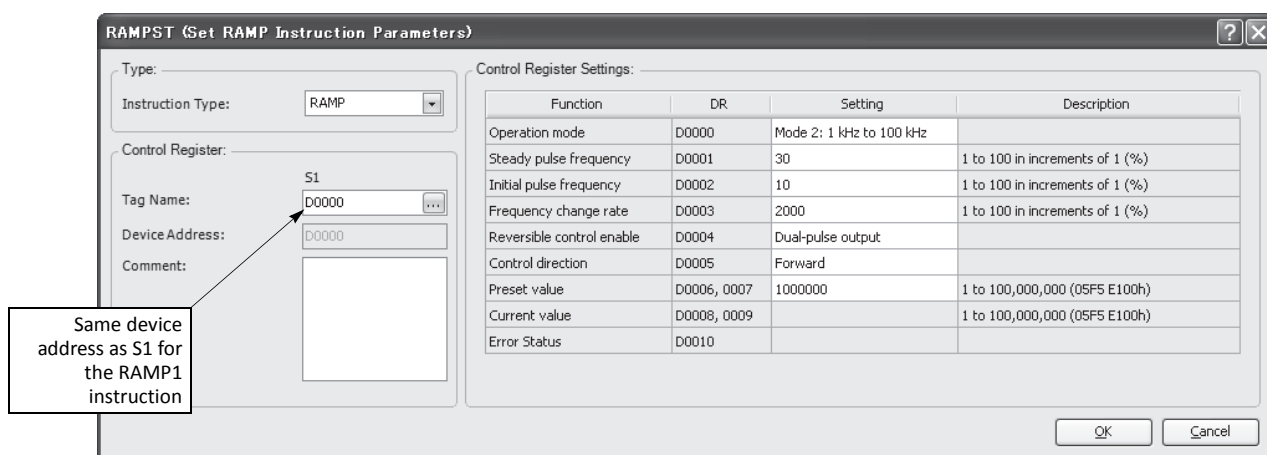 RAMPST (Set RAMP Instruction Parameters)
Type:
Instruction Type: RAMP
Control Register:
S1
Tag Name: D0000 ...
Device Address: D0000
Comment:
Same device
address as S1 for
the RAMP1
instruction
Control Register Settings:
Function DR Setting Description
Operation mode D0000 Mode 2: 1 kHz to 100 kHz
Steady pulse frequency D0001 30 1 to 100 in increments of 1 (%)
Initial pulse frequency D0002 10 1 to 100 in increments of 1 (%)
Frequency change rate D0003 2000 1 to 100 in increments of 1 (%)
Reversible control enable D0004 Dual-pulse output
Control direction D0005 Forward
Preset value D0006, 0007 1000000 1 to 100,000,000 (05F5 E100h)
Current value D0008, 0009 1 to 100,000,000 (05F5 E100h)
Error Status D0010
OK Cancel